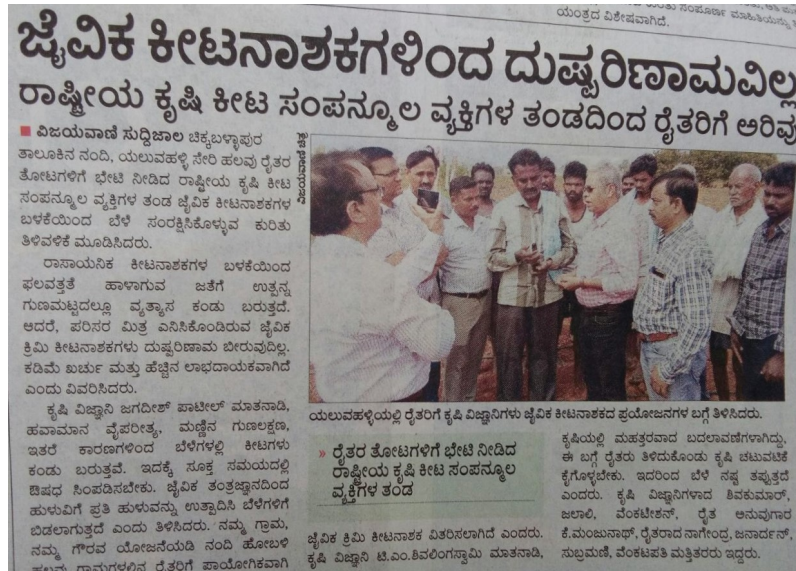 ಯಂತ್ರದ ವಿಶೇಷವಾಗಿದೆ.
ಜೈವಿಕ ಕೀಟನಾಶಕಗಳಿಂದ ದುಷ್ಪರಿಣಾಮವಿಲ್ಲ
ರಾಷ್ಟ್ರೀಯ ಕೃಷಿ ಕೀಟ ಸಂಪನ್ಮೂಲ ವ್ಯಕ್ತಿಗಳ ತಂಡದಿಂದ ರೈತರಿಗೆ ಅರಿವು
■ ವಿಜಯವಾಣಿ ಸುದ್ದಿಜಾಲ ಚಿಕ್ಕಬಳ್ಳಾಪುರ
ತಾಲೂಕಿನ ನಂದಿ, ಯಲುವಹಳ್ಳಿ ಸೇರಿ ಹಲವು ರೈತರ
ತೋಟಗಳಿಗೆ ಭೇಟಿ ನೀಡಿದ ರಾಷ್ಟ್ರೀಯ ಕೃಷಿ ಕೀಟ
ಸಂಪನ್ಮೂಲ ವ್ಯಕ್ತಿಗಳ ತಂಡ ಜೈವಿಕ ಕೀಟನಾಶಕಗಳ
ಬಳಕೆಯಿಂದ ಬೆಳೆ ಸಂರಕ್ಷಿಸಿಕೊಳ್ಳುವ ಕುರಿತು
ತಿಳಿವಳಿಕೆ ಮೂಡಿಸಿದರು.
ರಾಸಾಯನಿಕ ಕೀಟನಾಶಕಗಳ ಬಳಕೆಯಿಂದ
ಫಲವತ್ತತೆ ಹಾಳಾಗುವ ಜತೆಗೆ ಉತ್ಪನ್ನ
ಗುಣಮಟ್ಟದಲ್ಲೂ ವ್ಯತ್ಯಾಸ ಕಂಡು ಬರುತ್ತದೆ.
ಆದರೆ, ಪರಿಸರ ಮಿತ್ರ ಎನಿಸಿಕೊಂಡಿರುವ ಜೈವಿಕ
ಕ್ರಿಮಿ ಕೀಟನಾಶಕಗಳು ದುಷ್ಪರಿಣಾಮ ಬೀರುವುದಿಲ್ಲ.
ಕಡಿಮೆ ಖರ್ಚು ಮತ್ತು ಹೆಚ್ಚಿನ ಲಾಭದಾಯಕವಾಗಿದೆ
ಎಂದು ವಿವರಿಸಿದರು.
ಕೃಷಿ ವಿಜ್ಞಾನಿ ಜಗದೀಶ್ ಪಾಟೀಲ್ ಮಾತನಾಡಿ,
ಹವಾಮಾನ ವೈಪರೀತ್ಯ, ಮಣ್ಣಿನ ಗುಣಲಕ್ಷಣ,
ಇತರೆ ಕಾರಣಗಳಿಂದ ಬೆಳೆಗಳಲ್ಲಿ ಕೀಟಗಳು
ಕಂಡು ಬರುತ್ತವೆ. ಇದಕ್ಕೆ ಸೂಕ್ತ ಸಮಯದಲ್ಲಿ
ಔಷಧ ಸಿಂಪಡಿಸಬೇಕು. ಜೈವಿಕ ತಂತ್ರಜ್ಞಾನದಿಂದ
ಹುಳುವಿಗೆ ಪ್ರತಿ ಹುಳುವನ್ನು ಉತ್ಪಾದಿಸಿ ಬೆಳೆಗಳಿಗೆ
ಬಿಡಲಾಗುತ್ತದೆ ಎಂದು ತಿಳಿಸಿದರು. 'ನಮ್ಮ ಗ್ರಾಮ,
ನಮ್ಮ ಗೌರವ ಯೋಜನೆಯಡಿ ನಂದಿ ಹೋಬಳಿ
ಹಲವು ಗ್ರಾಮಗಳಲ್ಲಿನ ರೈತರಿಗೆ ಪ್ರಾಯೋಗಿಕವಾಗಿ
ವಿಜಯವಾಣಿ ಚಿತ್ರ
ಯಲುವಹಳ್ಳಿಯಲ್ಲಿ ರೈತರಿಗೆ ಕೃಷಿ ವಿಜ್ಞಾನಿಗಳು ಜೈವಿಕ ಕೀಟನಾಶಕದ ಪ್ರಯೋಜನಗಳ ಬಗ್ಗೆ ತಿಳಿಸಿದರು.
» ರೈತರ ತೋಟಗಳಿಗೆ ಭೇಟಿ ನೀಡಿದ
ರಾಷ್ಟ್ರೀಯ ಕೃಷಿ ಕೀಟ ಸಂಪನ್ಮೂಲ
ವ್ಯಕ್ತಿಗಳ ತಂಡ
ಜೈವಿಕ ಕ್ರಿಮಿ ಕೀಟನಾಶಕ ವಿತರಿಸಲಾಗಿದೆ ಎಂದರು.
ಕೃಷಿ ವಿಜ್ಞಾನಿ ಟಿ.ಎಂ.ಶಿವಲಿಂಗಸ್ವಾಮಿ ಮಾತನಾಡಿ,
ಕೃಷಿಯಲ್ಲಿ ಮಹತ್ತರವಾದ ಬದಲಾವಣೆಗಳಾಗಿದ್ದು,
ಈ ಬಗ್ಗೆ ರೈತರು ತಿಳಿದುಕೊಂಡು ಕೃಷಿ ಚಟುವಟಿಕೆ
ಕೈಗೊಳ್ಳಬೇಕು. ಇದರಿಂದ ಬೆಳೆ ನಷ್ಟ ತಪ್ಪುತ್ತದೆ
ಎಂದರು. ಕೃಷಿ ವಿಜ್ಞಾನಿಗಳಾದ ಶಿವಕುಮಾರ್,
ಜಲಾಲಿ, ವೆಂಕಟೇಶನ್, ರೈತ ಅನುವುಗಾರ
ಕೆ.ಮಂಜುನಾಥ್, ರೈತರಾದ ನಾಗೇಂದ್ರ, ಜನಾರ್ದನ್,
ಸುಬ್ರಮಣಿ, ವೆಂಕಟಪತಿ ಮತ್ತಿತರರು ಇದ್ದರು.